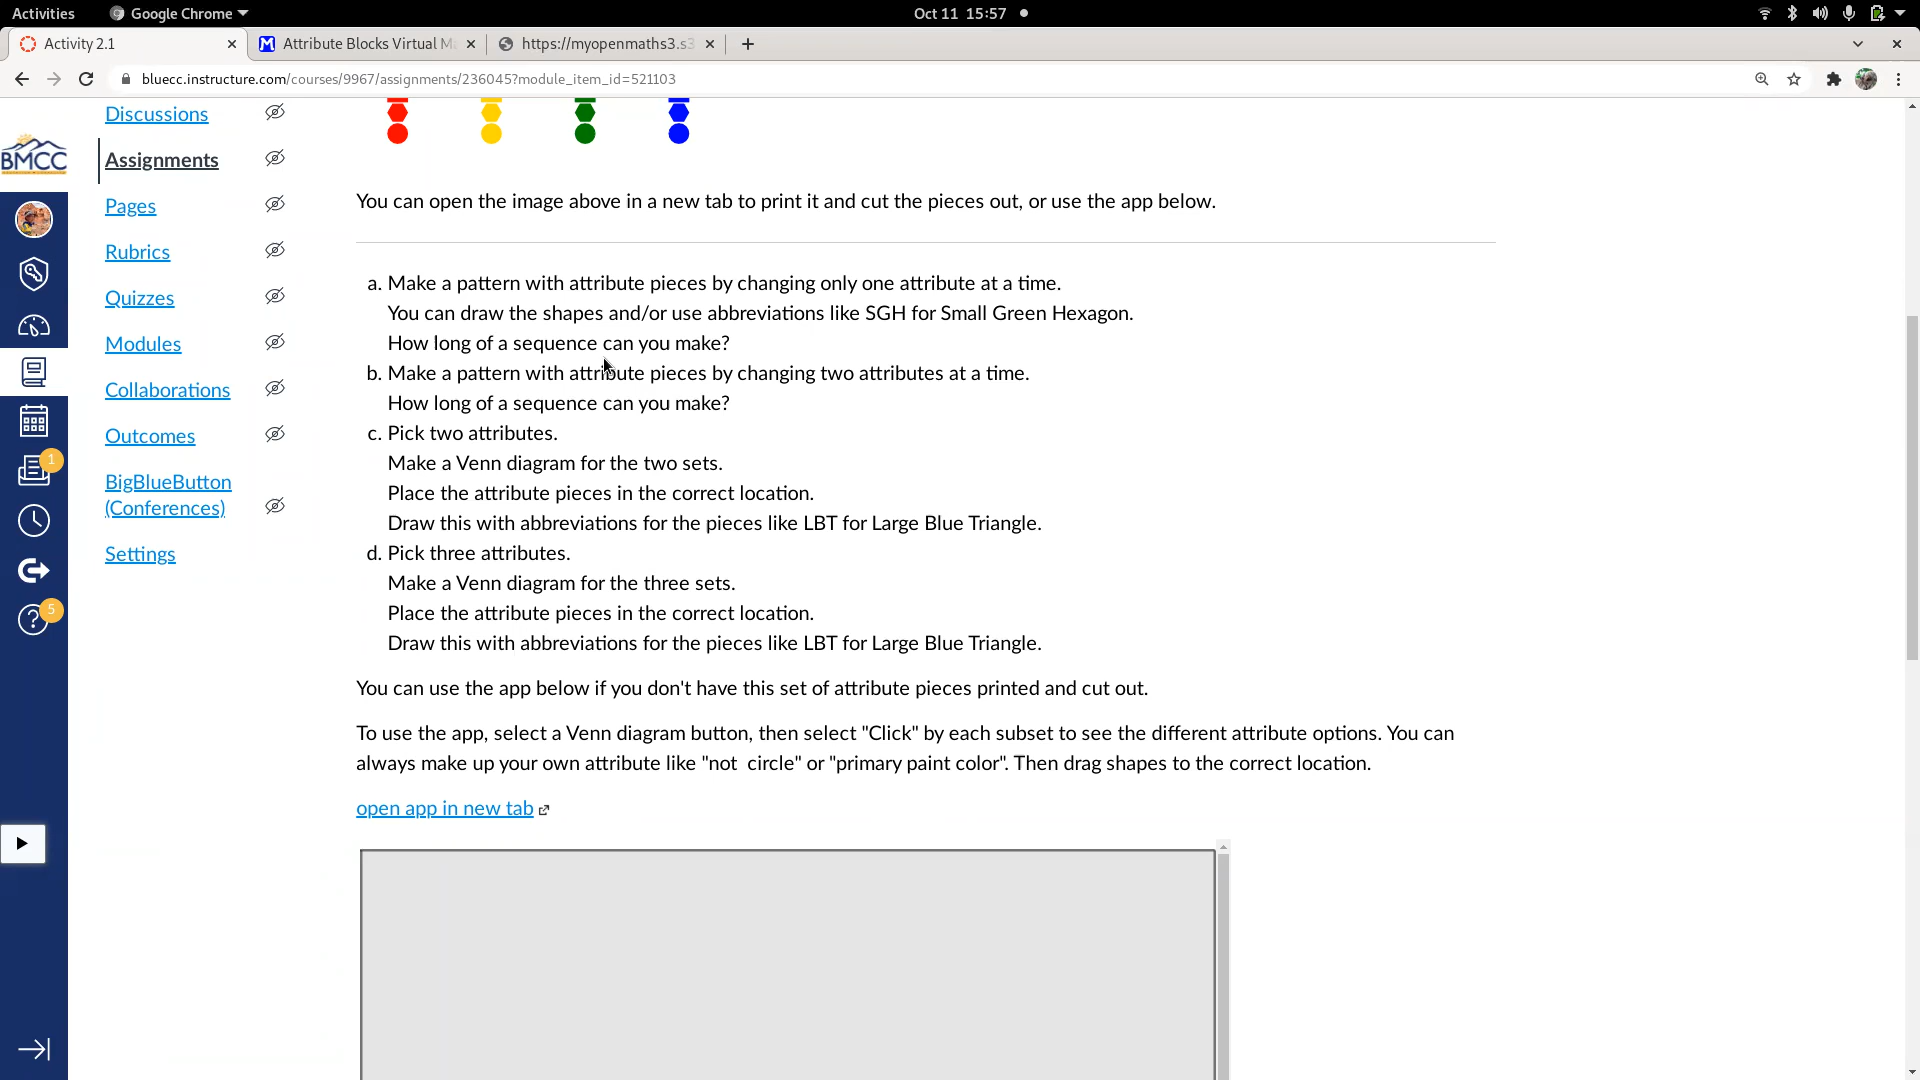 Activities
Google Chrome
Oct 11 15:57
Activity 2.1
Attribute Blocks Virtual M
https://myopenmaths3.s3
bluecc.instructure.com/courses/9967/assignments/236045?module_item_id=521103
BMCC
1
5
Discussions
Assignments
Pages
Rubrics
Quizzes
Modules
Collaborations
Outcomes
BigBlueButton
(Conferences)
Settings
You can open the image above in a new tab to print it and cut the pieces out, or use the app below.
a. Make a pattern with attribute pieces by changing only one attribute at a time.
You can draw the shapes and/or use abbreviations like SGH for Small Green Hexagon.
How long of a sequence can you make?
b. Make a pattern with attribute pieces by changing two attributes at a time.
How long of a sequence can you make?
c. Pick two attributes.
Make a Venn diagram for the two sets.
Place the attribute pieces in the correct location.
Draw this with abbreviations for the pieces like LBT for Large Blue Triangle.
d. Pick three attributes.
Make a Venn diagram for the three sets.
Place the attribute pieces in the correct location.
Draw this with abbreviations for the pieces like LBT for Large Blue Triangle.
You can use the app below if you don't have this set of attribute pieces printed and cut out.
To use the app, select a Venn diagram button, then select "Click" by each subset to see the different attribute options. You can
always make up your own attribute like "not  circle" or "primary paint color". Then drag shapes to the correct location.
open app in new tab